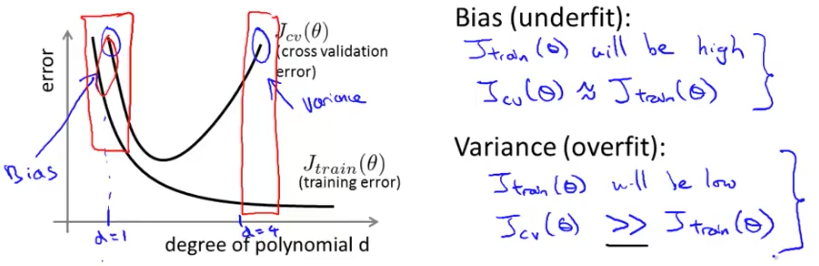 J_cv(θ)
(cross validation
error)
error
Variance
Bias
J_train(θ)
(training error)
d=1
d=4
degree of polynomial d
Bias (underfit):
J_train(θ) will be high
J_cv(θ) ≈ J_train(θ)
Variance (overfit):
J_train(θ) will be low
J_cv(θ) >> J_train(θ)